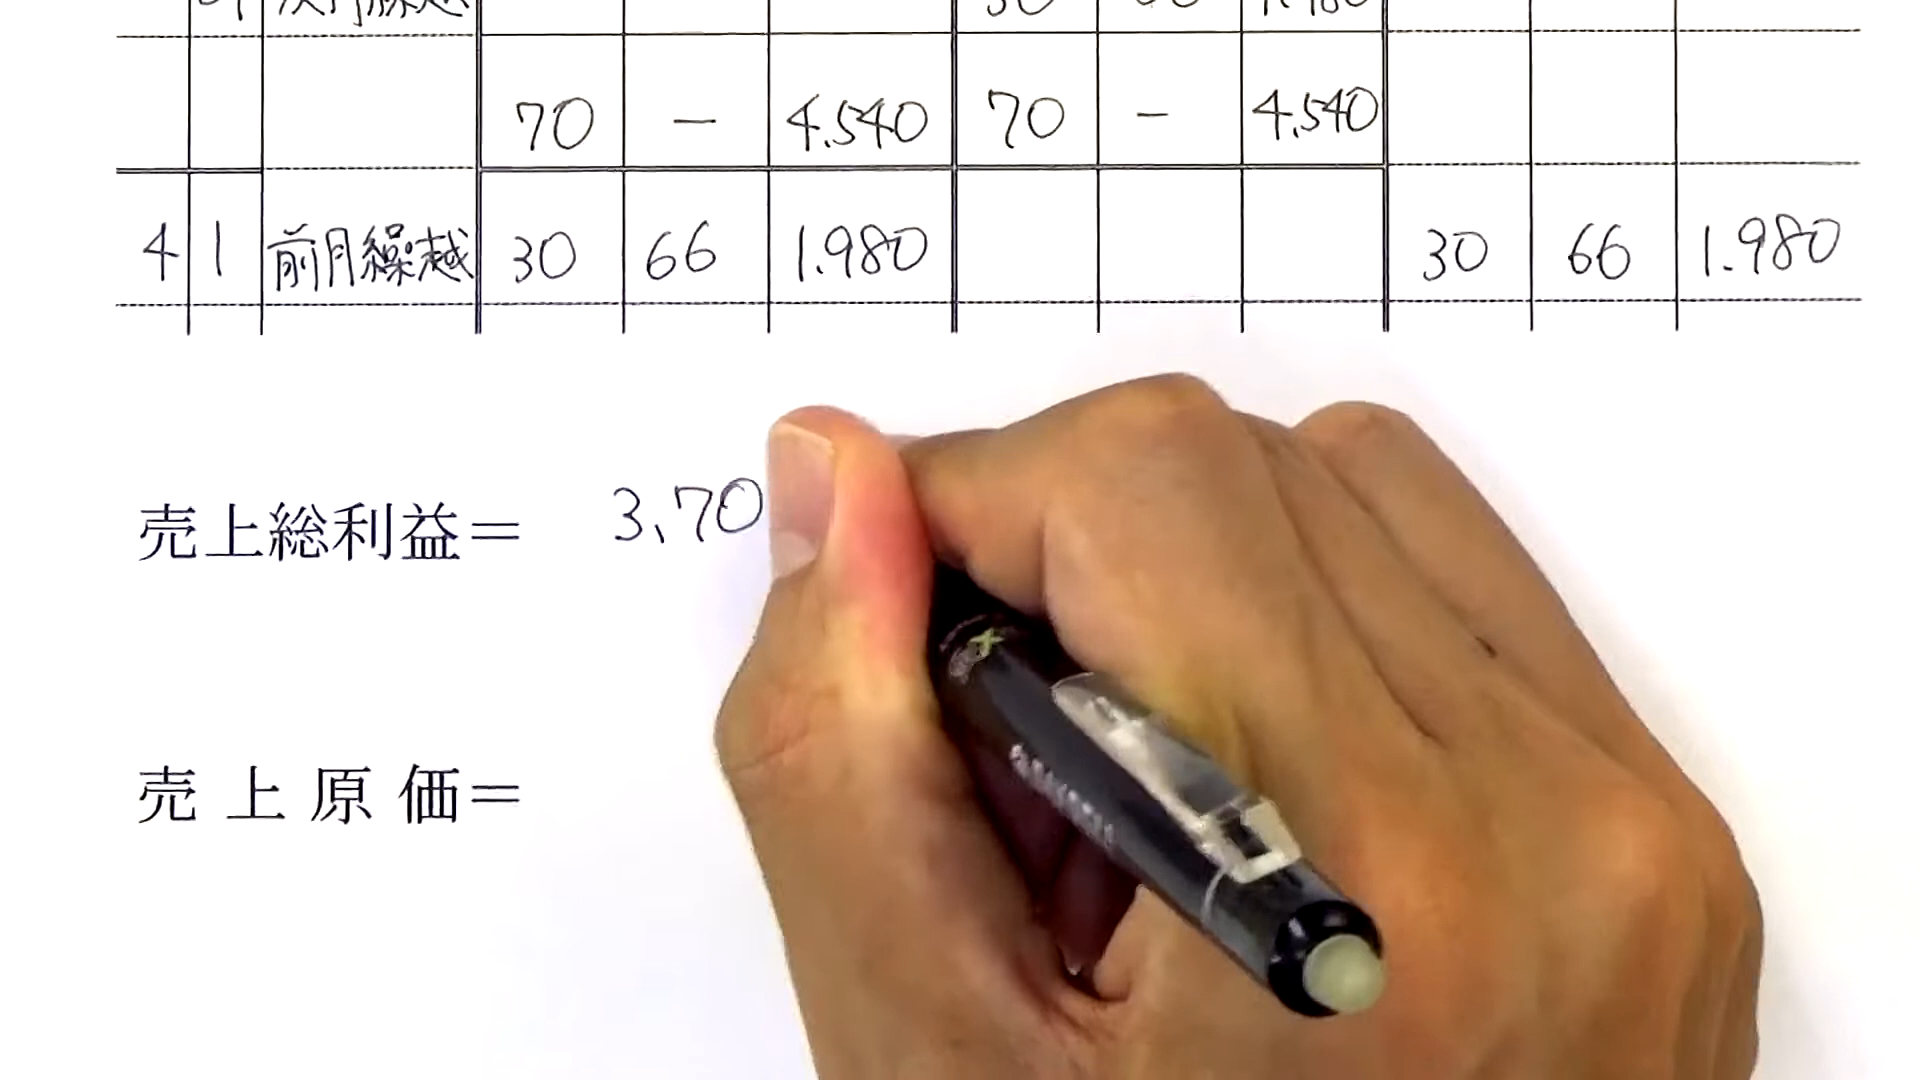 70 — 4.540 70 — 4.540
4 1 前月繰越 30 66 1.980 30 66 1.980
売上総利益＝ 3,70
売上原価＝